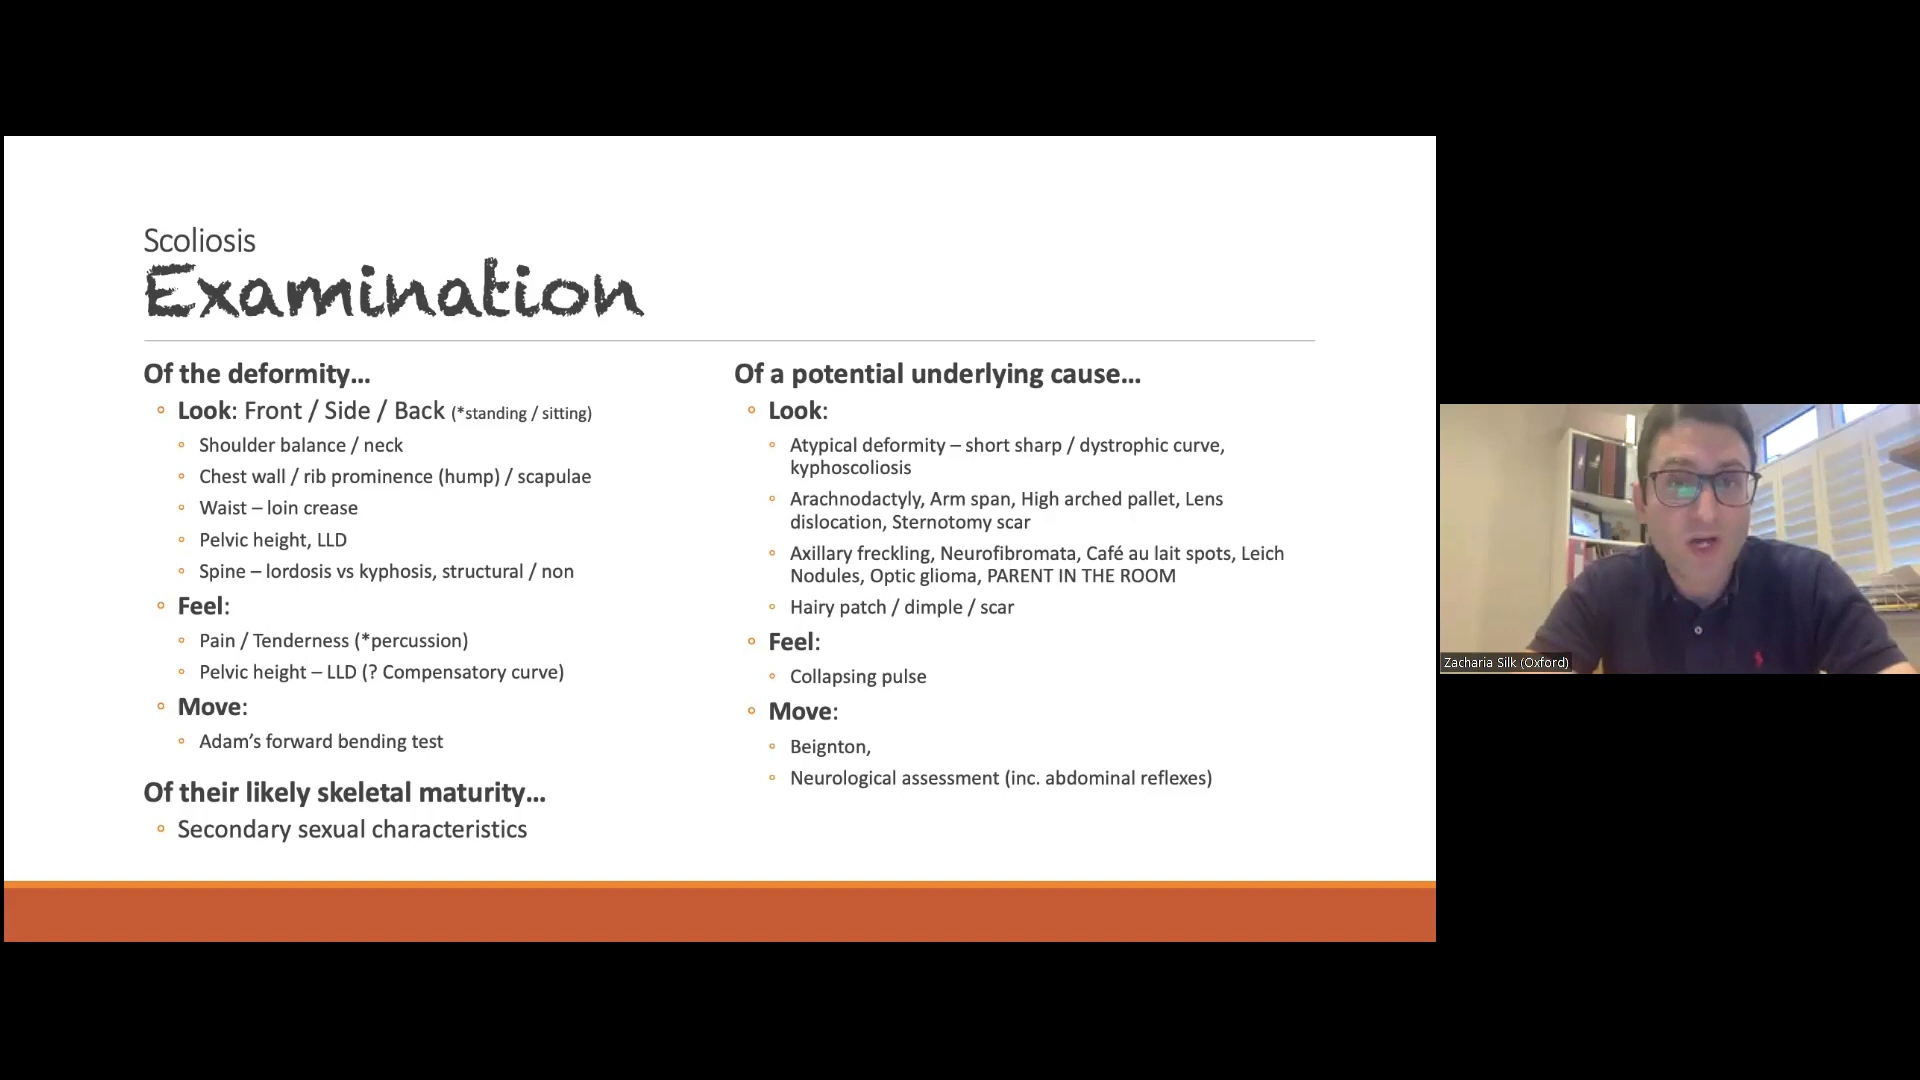 Scoliosis
Examination
Of the deformity...
Look: Front / Side / Back (*standing / sitting)
Shoulder balance / neck
Chest wall / rib prominence (hump) / scapulae
Waist – loin crease
Pelvic height, LLD
Spine – lordosis vs kyphosis, structural / non
Feel:
Pain / Tenderness (*percussion)
Pelvic height – LLD (? Compensatory curve)
Move:
Adam's forward bending test
Of their likely skeletal maturity...
Secondary sexual characteristics
Of a potential underlying cause...
Look:
Atypical deformity – short sharp / dystrophic curve,
kyphoscoliosis
Arachnodactyly, Arm span, High arched pallet, Lens
dislocation, Sternotomy scar
Axillary freckling, Neurofibromata, Café au lait spots, Leich
Nodules, Optic glioma, PARENT IN THE ROOM
Hairy patch / dimple / scar
Feel:
Collapsing pulse
Move:
Beignton,
Neurological assessment (inc. abdominal reflexes)
Zacharia Silk (Oxford)